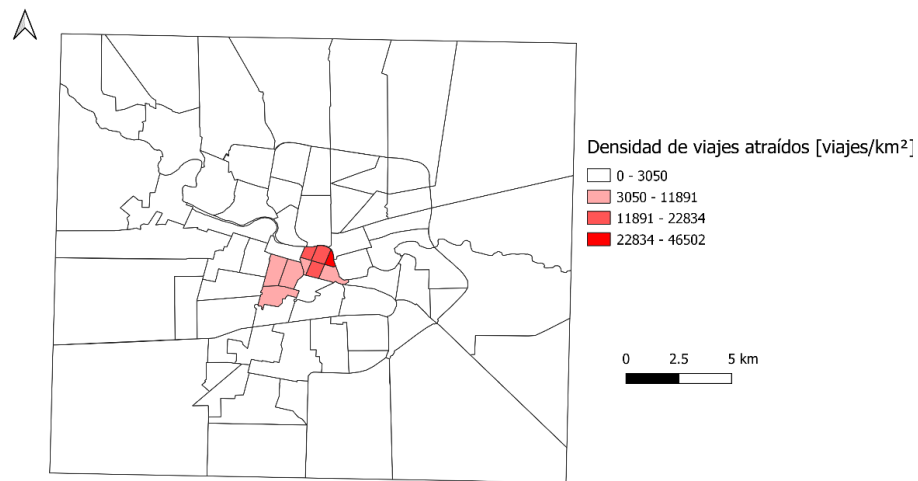 Densidad de viajes atraídos [viajes/km²]
0 - 3050
3050 - 11891
11891 - 22834
22834 - 46502
0 2.5 5 km